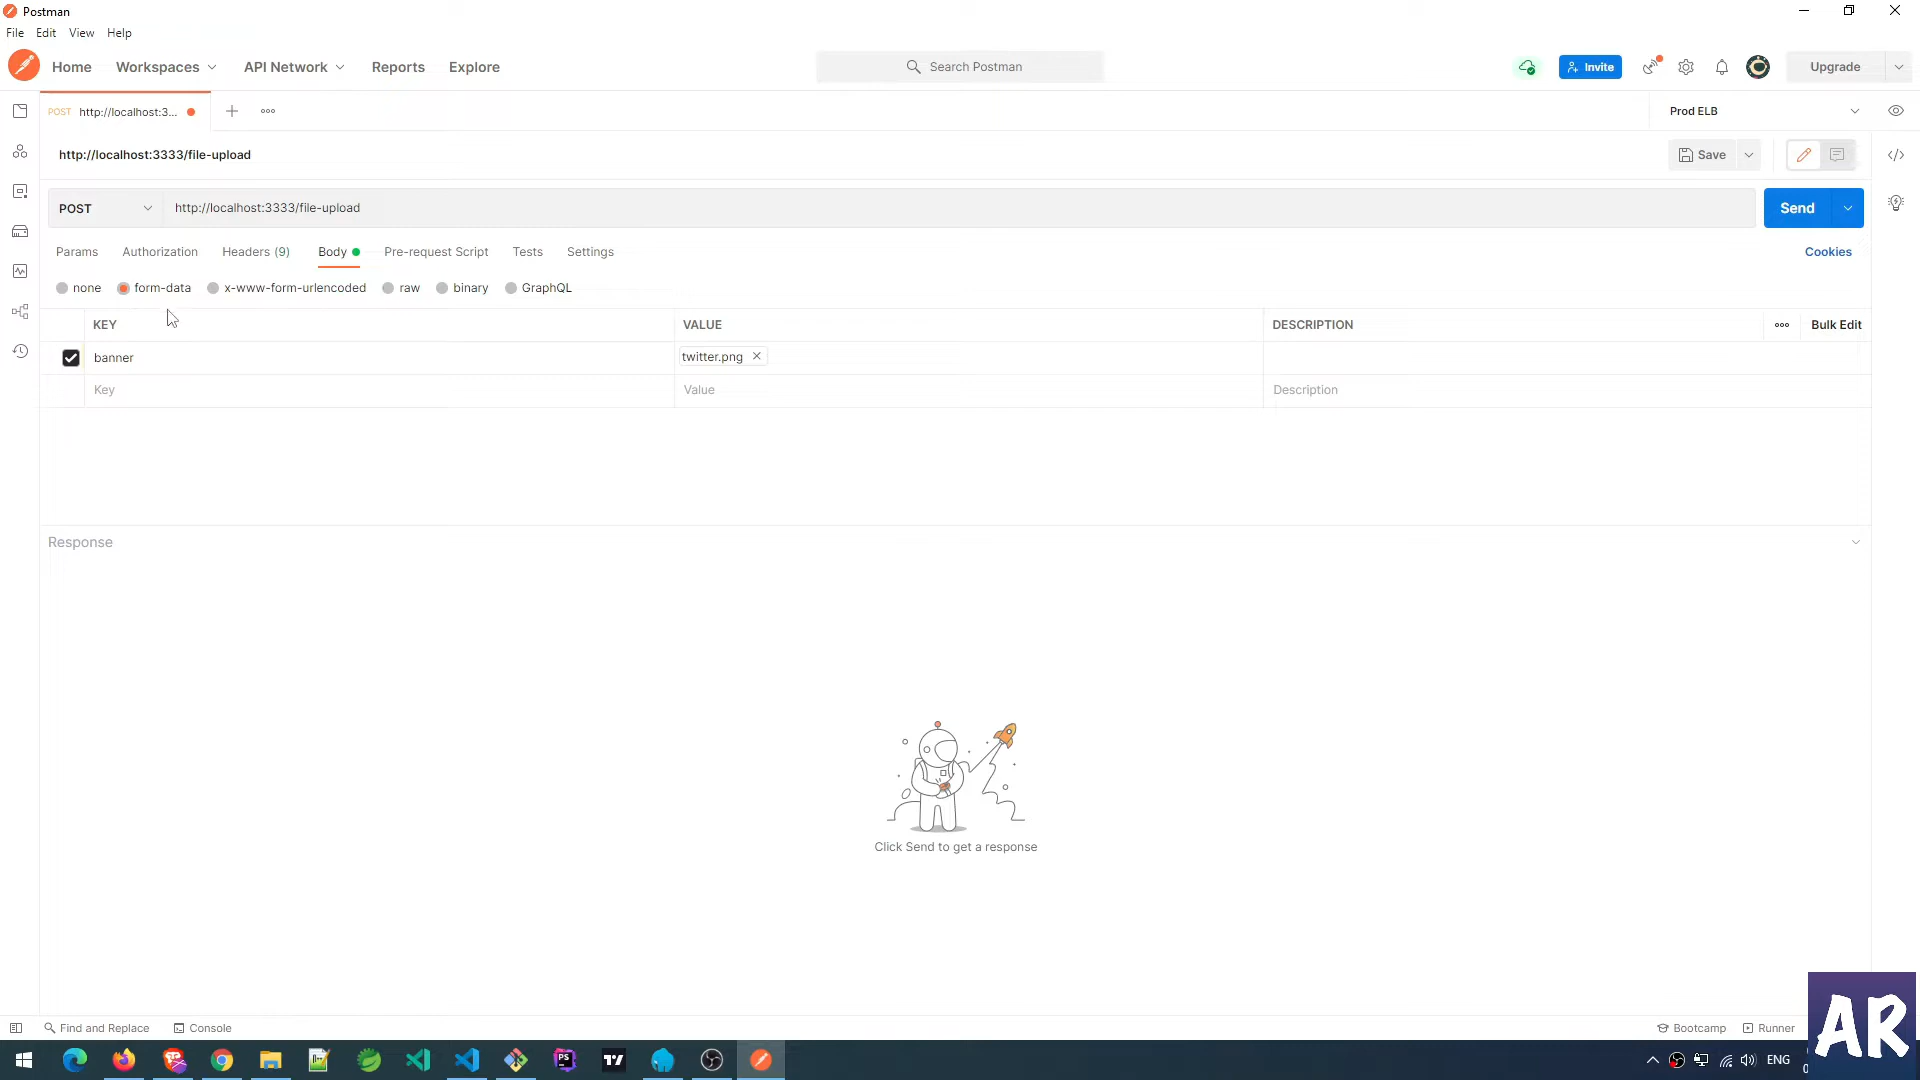 Postman
File Edit View Help
Home Workspaces API Network Reports Explore Search Postman Invite Upgrade
POST http://localhost:3... Prod ELB
http://localhost:3333/file-upload Save
POST http://localhost:3333/file-upload Send
Params Authorization Headers (9) Body Pre-request Script Tests Settings Cookies
none form-data x-www-form-urlencoded raw binary GraphQL
KEY VALUE DESCRIPTION Bulk Edit
banner twitter.png
Key Value Description
Response
Click Send to get a response
Find and Replace Console Bootcamp Runner
PS ENG
AR